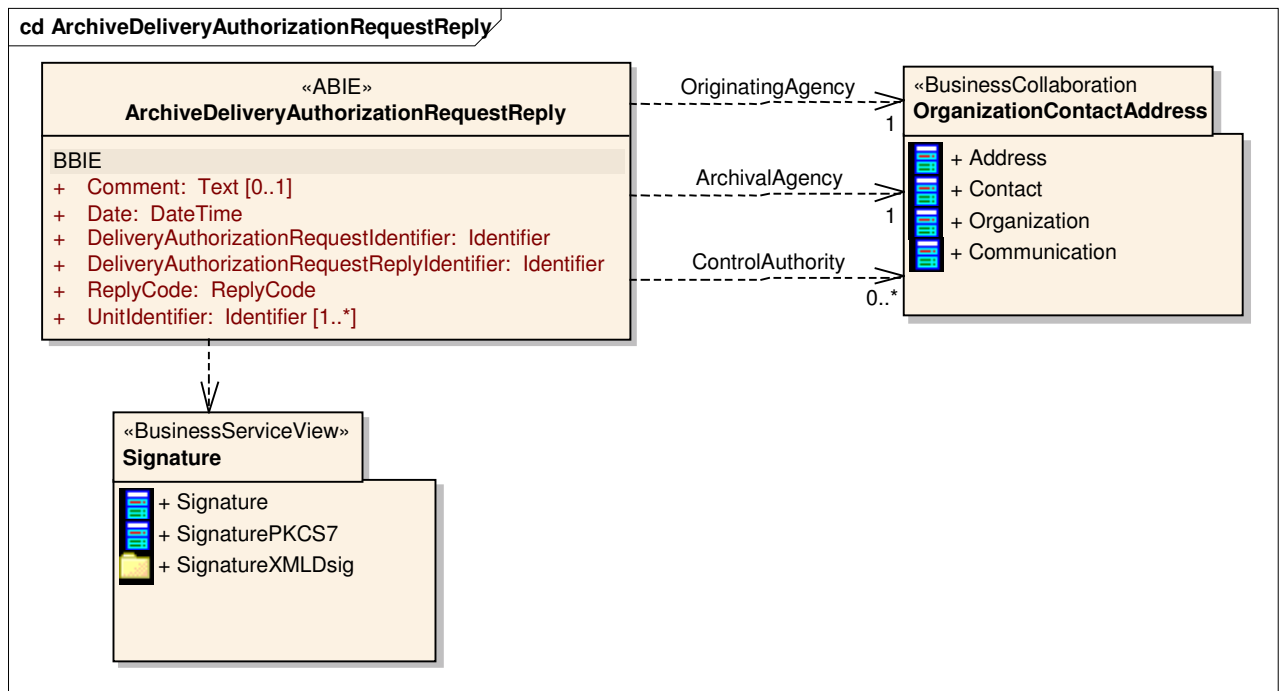 cd ArchiveDeliveryAuthorizationRequestReply
«ABIE»
ArchiveDeliveryAuthorizationRequestReply
BBIE
+ Comment: Text [0..1]
+ Date: DateTime
+ DeliveryAuthorizationRequestIdentifier: Identifier
+ DeliveryAuthorizationRequestReplyIdentifier: Identifier
+ ReplyCode: ReplyCode
+ UnitIdentifier: Identifier [1..*]
OriginatingAgency
1
ArchivalAgency
1
ControlAuthority
0..*
«BusinessCollaboration
OrganizationContactAddress
+ Address
+ Contact
+ Organization
+ Communication
«BusinessServiceView»
Signature
+ Signature
+ SignaturePKCS7
+ SignatureXMLDsig